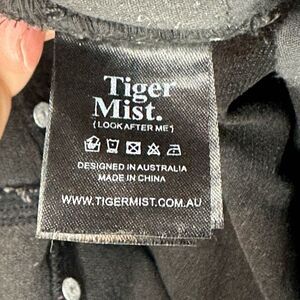 Tiger
Mist.
{LOOK AFTER ME}
DESIGNED IN AUSTRALIA
MADE IN CHINA
WWW.TIGERMIST.COM.AU